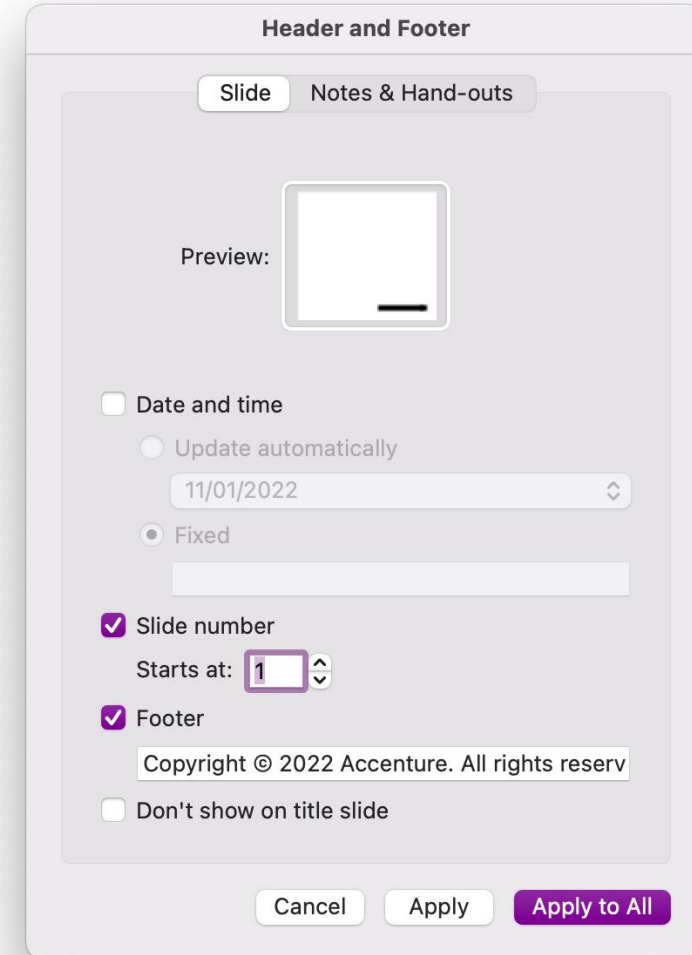 Header and Footer
Slide Notes & Hand-outs
Preview:
Date and time
Update automatically
11/01/2022
Fixed
Slide number
Starts at: 1
Footer
Copyright © 2022 Accenture. All rights reserv
Don't show on title slide
Cancel Apply Apply to All